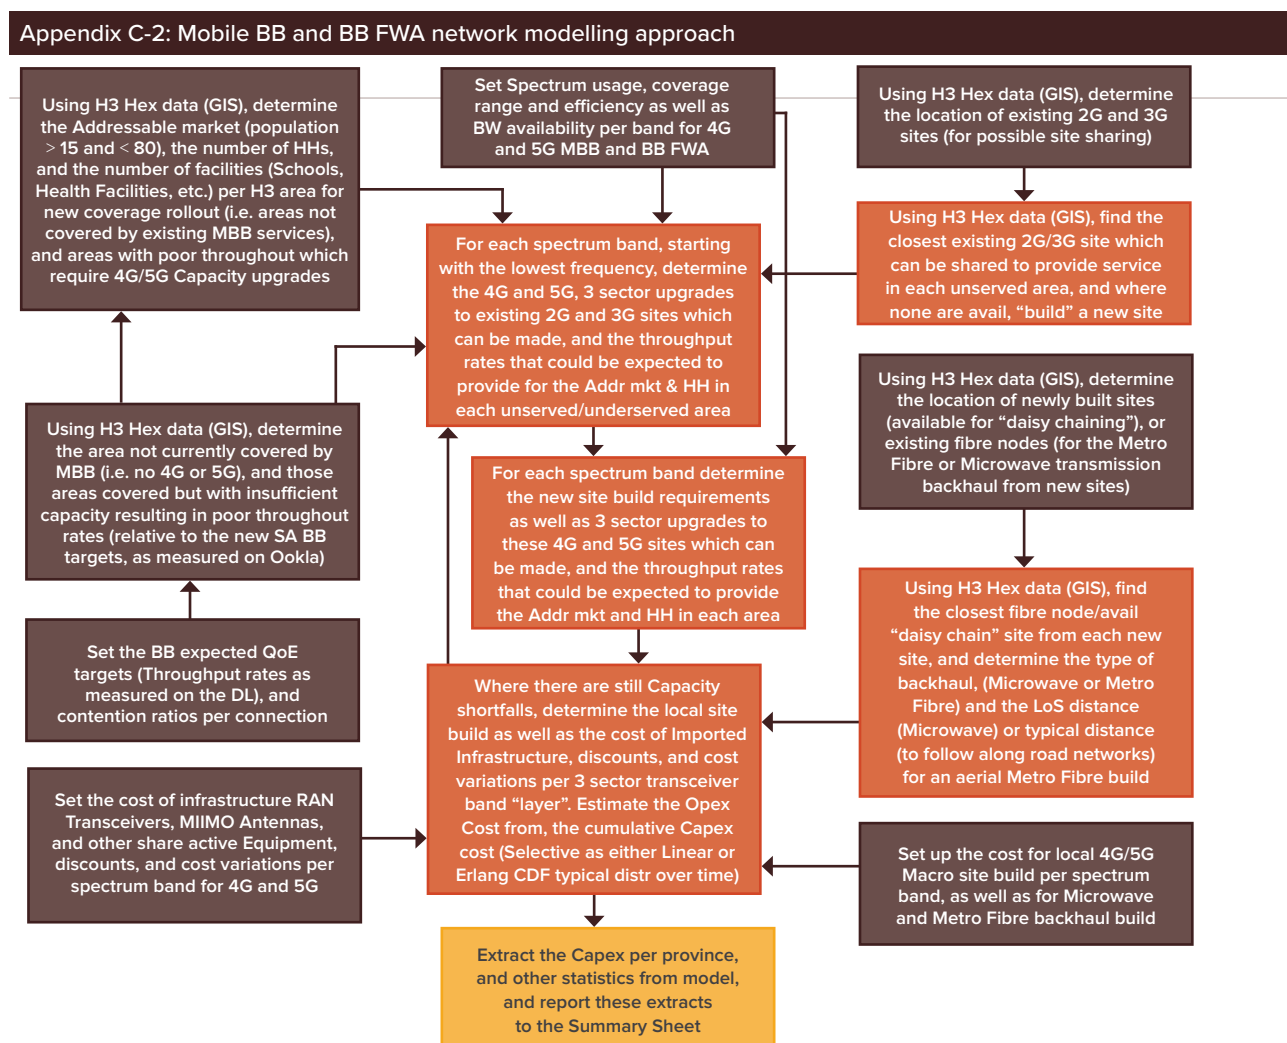 Appendix C-2: Mobile BB and BB FWA network modelling approach
Using H3 Hex data (GIS), determine
the Addressable market (population
> 15 and < 80), the number of HHs,
and the number of facilities (Schools,
Health Facilities, etc.) per H3 area for
new coverage rollout (i.e. areas not
covered by existing MBB services),
and areas with poor throughout which
require 4G/5G Capacity upgrades
Set Spectrum usage, coverage
range and efficiency as well as
BW availability per band for 4G
and 5G MBB and BB FWA
Using H3 Hex data (GIS), determine
the location of existing 2G and 3G
sites (for possible site sharing)
For each spectrum band, starting
with the lowest frequency, determine
the 4G and 5G, 3 sector upgrades
to existing 2G and 3G sites which
can be made, and the throughput
rates that could be expected to
provide for the Addr mkt & HH in
each unserved/underserved area
Using H3 Hex data (GIS), find the
closest existing 2G/3G site which
can be shared to provide service
in each unserved area, and where
none are avail, “build” a new site
Using H3 Hex data (GIS), determine
the location of newly built sites
(available for “daisy chaining”), or
existing fibre nodes (for the Metro
Fibre or Microwave transmission
backhaul from new sites)
Using H3 Hex data (GIS), determine
the area not currently covered by
MBB (i.e. no 4G or 5G), and those
areas covered but with insufficient
capacity resulting in poor throughout
rates (relative to the new SA BB
targets, as measured on Ookla)
For each spectrum band determine
the new site build requirements
as well as 3 sector upgrades to
these 4G and 5G sites which can
be made, and the throughput rates
that could be expected to provide
the Addr mkt and HH in each area
Using H3 Hex data (GIS), find
the closest fibre node/avail
“daisy chain” site from each new
site, and determine the type of
backhaul, (Microwave or Metro
Fibre) and the LoS distance
(Microwave) or typical distance
(to follow along road networks)
for an aerial Metro Fibre build
Set the BB expected QoE
targets (Throughput rates as
measured on the DL), and
contention ratios per connection
Where there are still Capacity
shortfalls, determine the local site
build as well as the cost of Imported
Infrastructure, discounts, and cost
variations per 3 sector transceiver
band “layer”. Estimate the Opex
Cost from, the cumulative Capex
cost (Selective as either Linear or
Erlang CDF typical distr over time)
Set the cost of infrastructure RAN
Transceivers, MIIMO Antennas,
and other share active Equipment,
discounts, and cost variations per
spectrum band for 4G and 5G
Set up the cost for local 4G/5G
Macro site build per spectrum
band, as well as for Microwave
and Metro Fibre backhaul build
Extract the Capex per province,
and other statistics from model,
and report these extracts
to the Summary Sheet